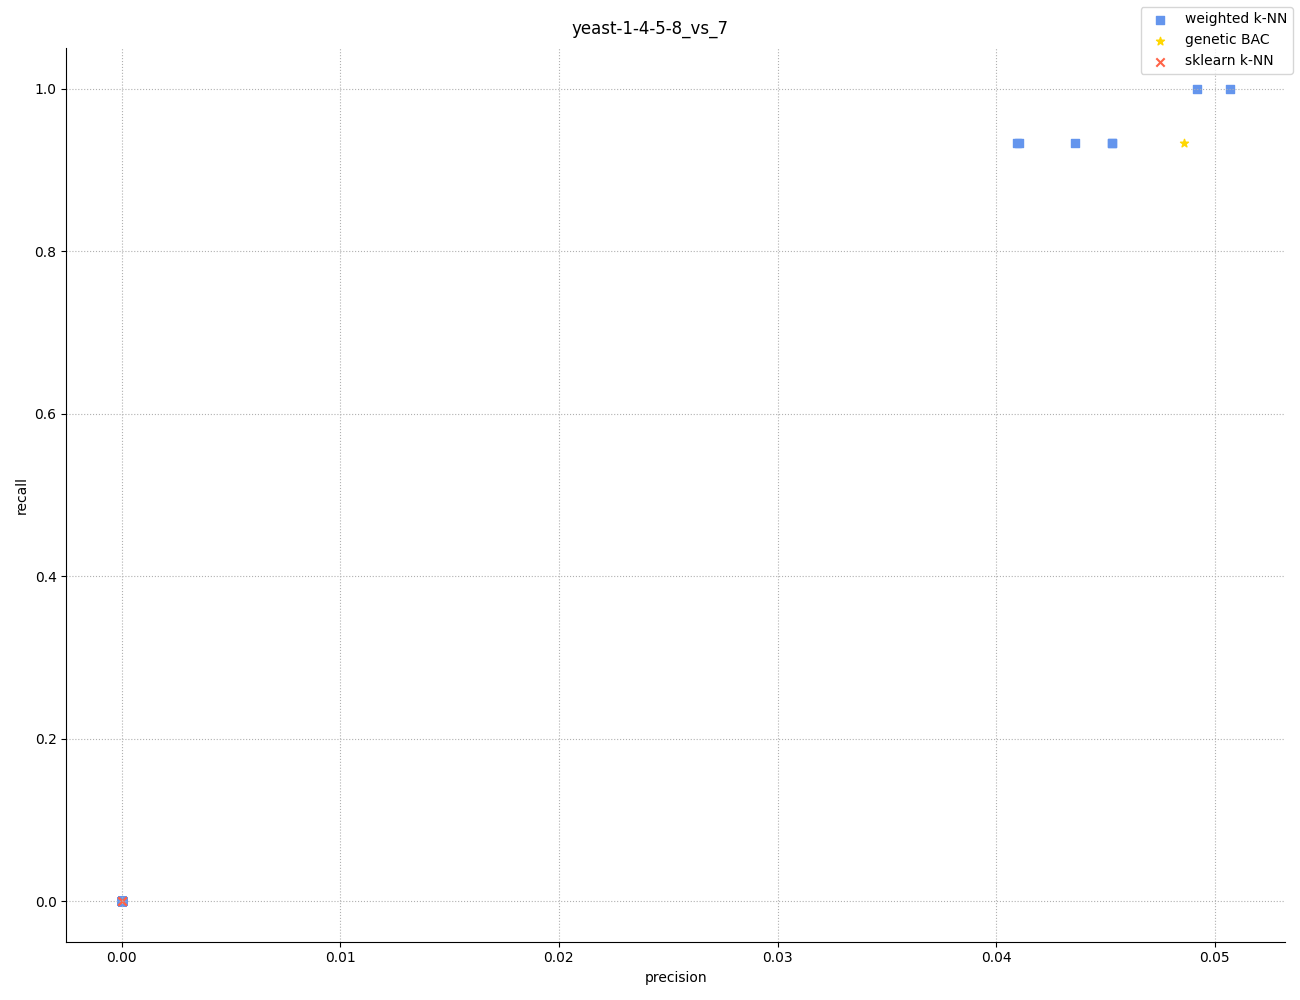 yeast-1-4-5-8_vs_7
weighted k-NN
genetic BAC
sklearn k-NN
1.0
0.8
0.6
0.4
0.2
0.0
recall
0.00 0.01 0.02 0.03 0.04 0.05
precision